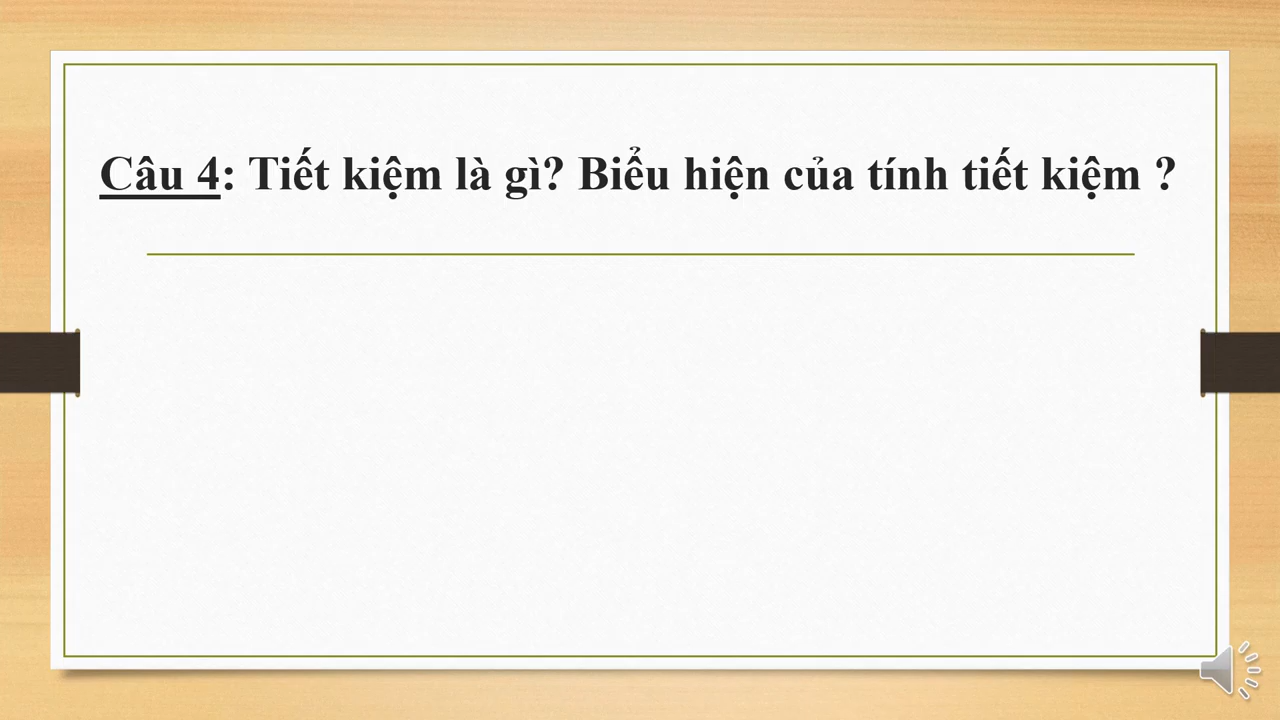 Câu 4: Tiết kiệm là gì? Biểu hiện của tính tiết kiệm ?